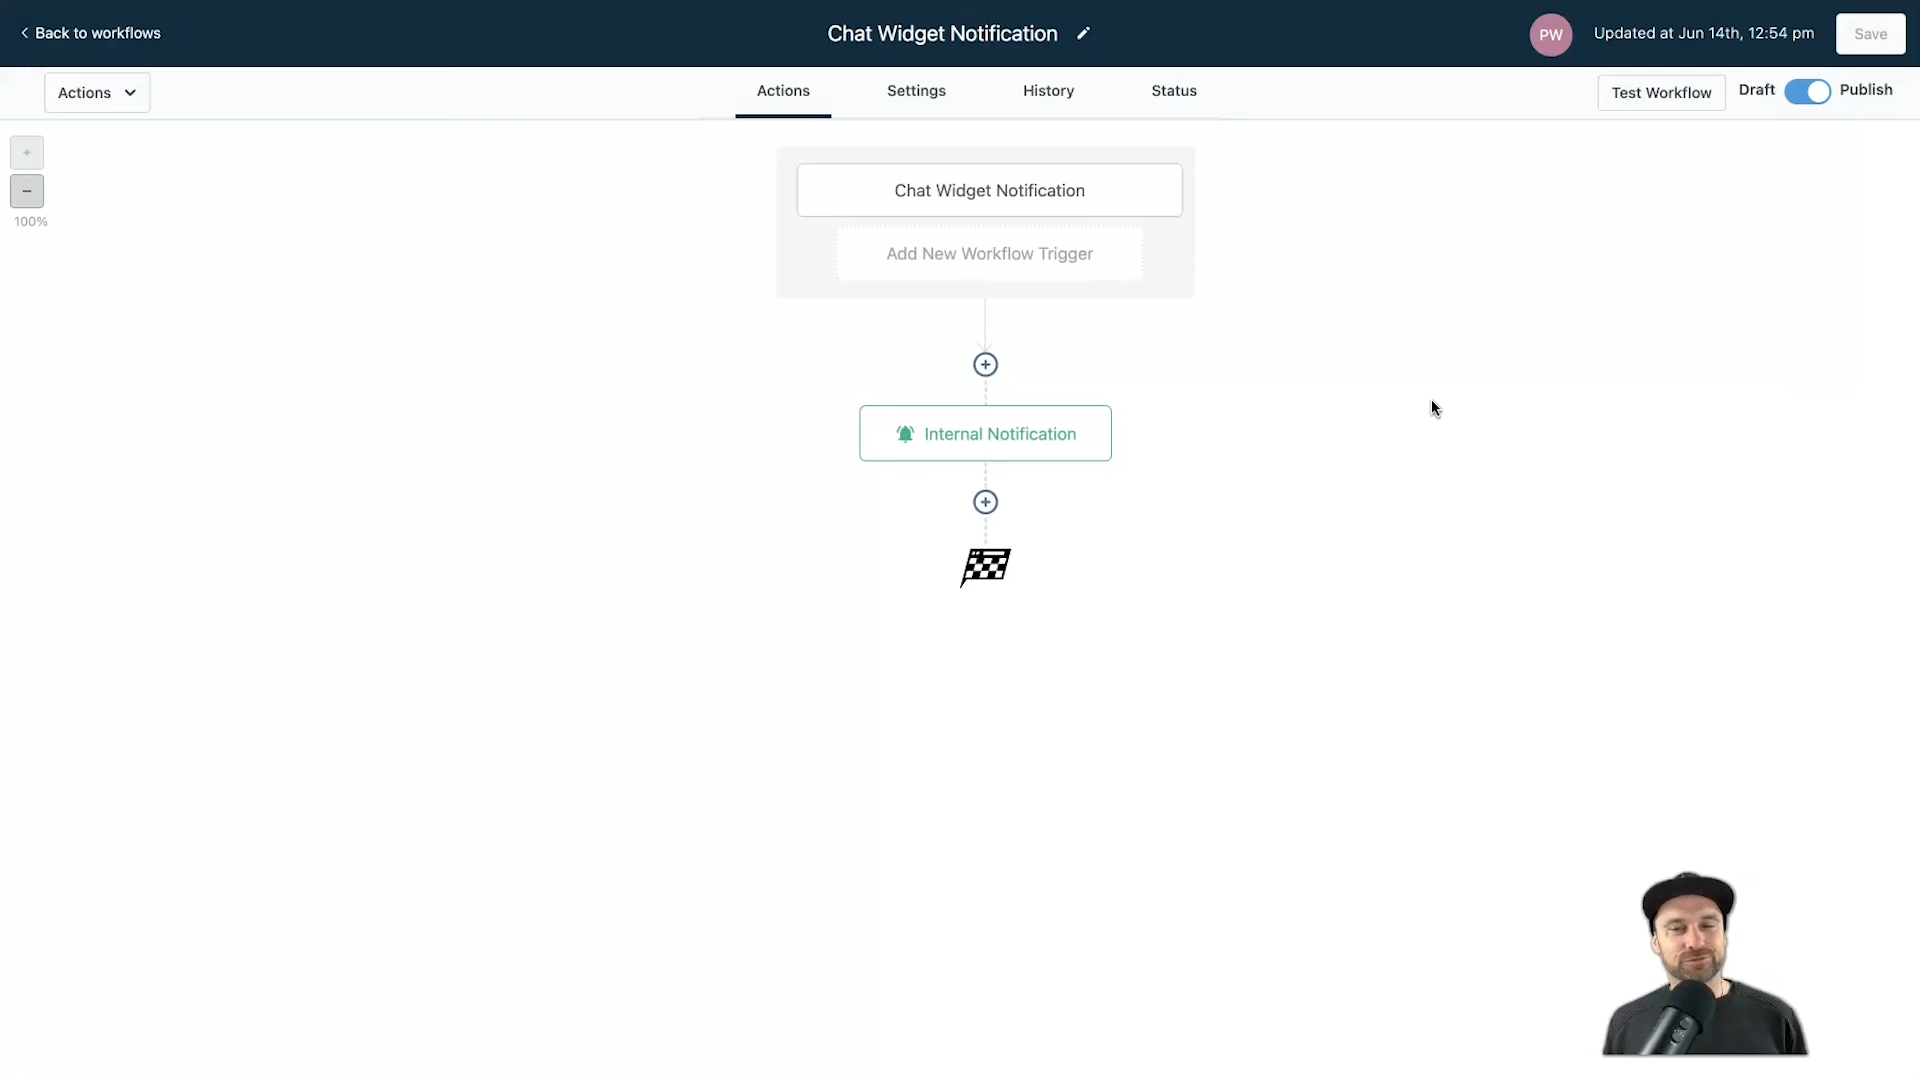 Back to workflows
Chat Widget Notification
PW
Updated at Jun 14th, 12:54 pm
Save
Actions
Actions
Settings
History
Status
Test Workflow
Draft
Publish
+
−
100%
Chat Widget Notification
Add New Workflow Trigger
Internal Notification